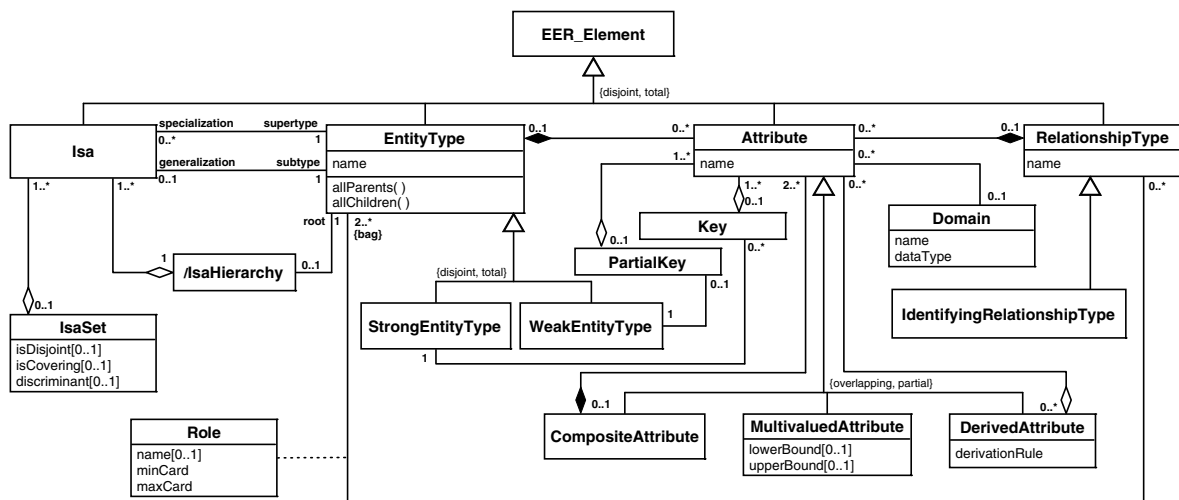 EER_Element
{disjoint, total}
specialization
supertype
0..*
1
Isa
generalization
subtype
0..1
1
1..*
1..*
EntityType
name
allParents( )
allChildren( )
0..1
0..*
Attribute
name
0..*
0..1
RelationshipType
name
1..*
1..*
2..*
0..*
0..*
0..1
0..*
root
1
2..*
{bag}
0..1
Key
0..*
Domain
name
dataType
1
/IsaHierarchy
0..1
0..1
PartialKey
0..1
{disjoint, total}
0..1
IsaSet
isDisjoint[0..1]
isCovering[0..1]
discriminant[0..1]
StrongEntityType
1
WeakEntityType
1
IdentifyingRelationshipType
{overlapping, partial}
0..1
0..*
CompositeAttribute
MultivaluedAttribute
lowerBound[0..1]
upperBound[0..1]
DerivedAttribute
derivationRule
Role
name[0..1]
minCard
maxCard